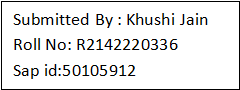 Submitted By : Khushi Jain
Roll No: R2142220336
Sap id:50105912